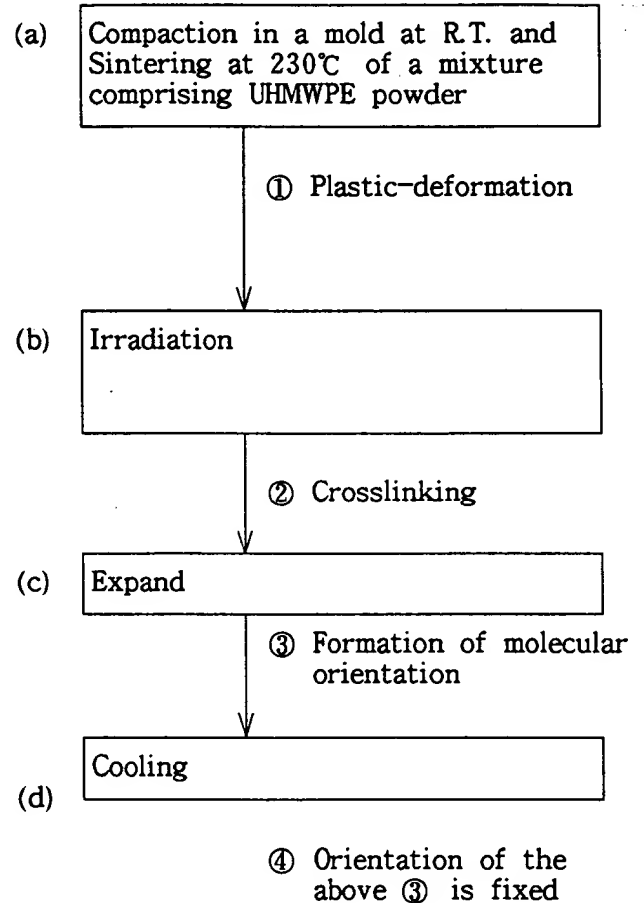 (a) Compaction in a mold at R.T. and
Sintering at 230℃ of a mixture
comprising UHMWPE powder
① Plastic-deformation
(b) Irradiation
② Crosslinking
(c) Expand
③ Formation of molecular
orientation
Cooling
(d)
④ Orientation of the
above ③ is fixed